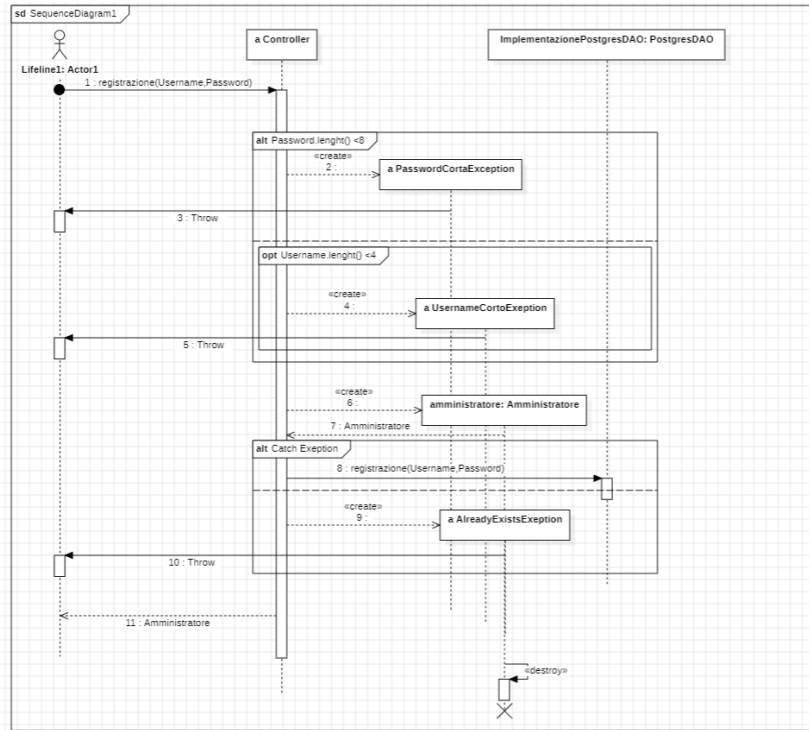 sd SequenceDiagram1
a Controller
ImplementazionePostgresDAO: PostgresDAO
Lifeline1: Actor1
1 : registrazione(Username,Password)
alt Password.lenght() <8
«create»
2 :
a PasswordCortaException
3 : Throw
opt Username.lenght() <4
«create»
4 :
a UsernameCortoExeption
5 : Throw
«create»
6 :
amministratore: Amministratore
7 : Amministratore
alt Catch Exeption
8 : registrazione(Username,Password)
«create»
9 :
a AlreadyExistsExeption
10 : Throw
11 : Amministratore
«destroy»